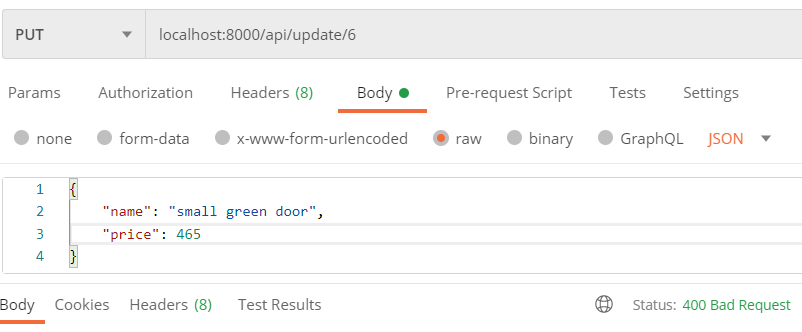 PUT localhost:8000/api/update/6
Params Authorization Headers (8) Body Pre-request Script Tests Settings
none form-data x-www-form-urlencoded raw binary GraphQL JSON
1 {
2 "name": "small green door",
3 "price": 465
4 }
Body Cookies Headers (8) Test Results Status: 400 Bad Request